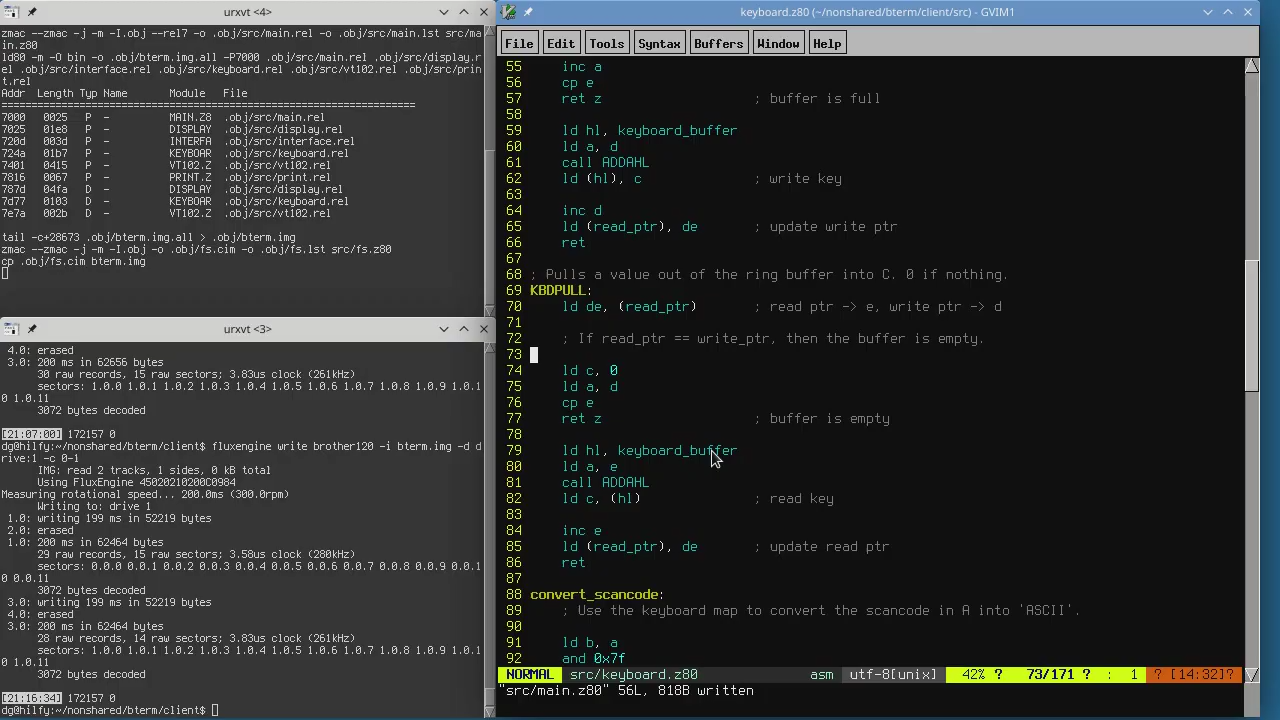 urxvt <4>
zmac --zmac -j -m -I.obj --rel7 -o .obj/src/main.rel -o .obj/src/main.lst src/ma
in.z80
ld80 -m -O bin -o .obj/bterm.img.all -P7000 .obj/src/main.rel .obj/src/display.r
el .obj/src/interface.rel .obj/src/keyboard.rel .obj/src/vt102.rel .obj/src/prin
t.rel
Addr Length Typ Name Module File
================================================================
7000 0025 P - MAIN.Z8 .obj/src/main.rel
7025 01e8 P - DISPLAY .obj/src/display.rel
720d 003d P - INTERFA .obj/src/interface.rel
724a 01b7 P - KEYBOAR .obj/src/keyboard.rel
7401 0415 P - VT102.Z .obj/src/vt102.rel
7816 0067 P - PRINT.Z .obj/src/print.rel
787d 04fa D - DISPLAY .obj/src/display.rel
7d77 0103 D - KEYBOAR .obj/src/keyboard.rel
7e7a 002b D - VT102.Z .obj/src/vt102.rel
tail -c+28673 .obj/bterm.img.all > .obj/bterm.img
zmac --zmac -j -m -I.obj -o .obj/fs.cim -o .obj/fs.lst src/fs.z80
cp .obj/fs.cim bterm.img
urxvt <3>
4.0: erased
3.0: 200 ms in 62656 bytes
30 raw records, 15 raw sectors; 3.83us clock (261kHz)
sectors: 1.0.0 1.0.1 1.0.2 1.0.3 1.0.4 1.0.5 1.0.6 1.0.7 1.0.8 1.0.9 1.0.1
0 1.0.11
3072 bytes decoded
[21:07:00] 172157 0
dg@hilfy:~/nonshared/bterm/client$ fluxengine write brother120 -i bterm.img -d d
rive:1 -c 0-1
IMG: read 2 tracks, 1 sides, 0 kB total
Using FluxEngine 45020210200C0984
Measuring rotational speed... 200.0ms (300.0rpm)
Writing to: drive 1
1.0: writing 199 ms in 52219 bytes
2.0: erased
1.0: 200 ms in 62464 bytes
29 raw records, 15 raw sectors; 3.58us clock (280kHz)
sectors: 0.0.0 0.0.1 0.0.2 0.0.3 0.0.4 0.0.5 0.0.6 0.0.7 0.0.8 0.0.9 0.0.1
0 0.0.11
3072 bytes decoded
3.0: writing 199 ms in 52219 bytes
4.0: erased
3.0: 200 ms in 62464 bytes
28 raw records, 14 raw sectors; 3.83us clock (261kHz)
sectors: 1.0.0 1.0.1 1.0.2 1.0.3 1.0.4 1.0.5 1.0.6 1.0.7 1.0.8 1.0.9 1.0.1
0 1.0.11
3072 bytes decoded
[21:16:34] 172157 0
dg@hilfy:~/nonshared/bterm/client$
keyboard.z80 (~/nonshared/bterm/client/src) - GVIM1
File Edit Tools Syntax Buffers Window Help
55 inc a
56 cp e
57 ret z ; buffer is full
58
59 ld hl, keyboard_buffer
60 ld a, d
61 call ADDAHL
62 ld (hl), c ; write key
63
64 inc d
65 ld (read_ptr), de ; update write ptr
66 ret
67
68 ; Pulls a value out of the ring buffer into C. 0 if nothing.
69 KBDPULL:
70 ld de, (read_ptr) ; read ptr -> e, write ptr -> d
71
72 ; If read_ptr == write_ptr, then the buffer is empty.
73
74 ld c, 0
75 ld a, d
76 cp e
77 ret z ; buffer is empty
78
79 ld hl, keyboard_buffer
80 ld a, e
81 call ADDAHL
82 ld c, (hl) ; read key
83
84 inc e
85 ld (read_ptr), de ; update read ptr
86 ret
87
88 convert_scancode:
89 ; Use the keyboard map to convert the scancode in A into 'ASCII'.
90
91 ld b, a
92 and 0x7f
NORMAL src/keyboard.z80 asm utf-8[unix] 42% ? 73/171 ? : 1 ? [14:32]?
"src/main.z80" 56L, 818B written